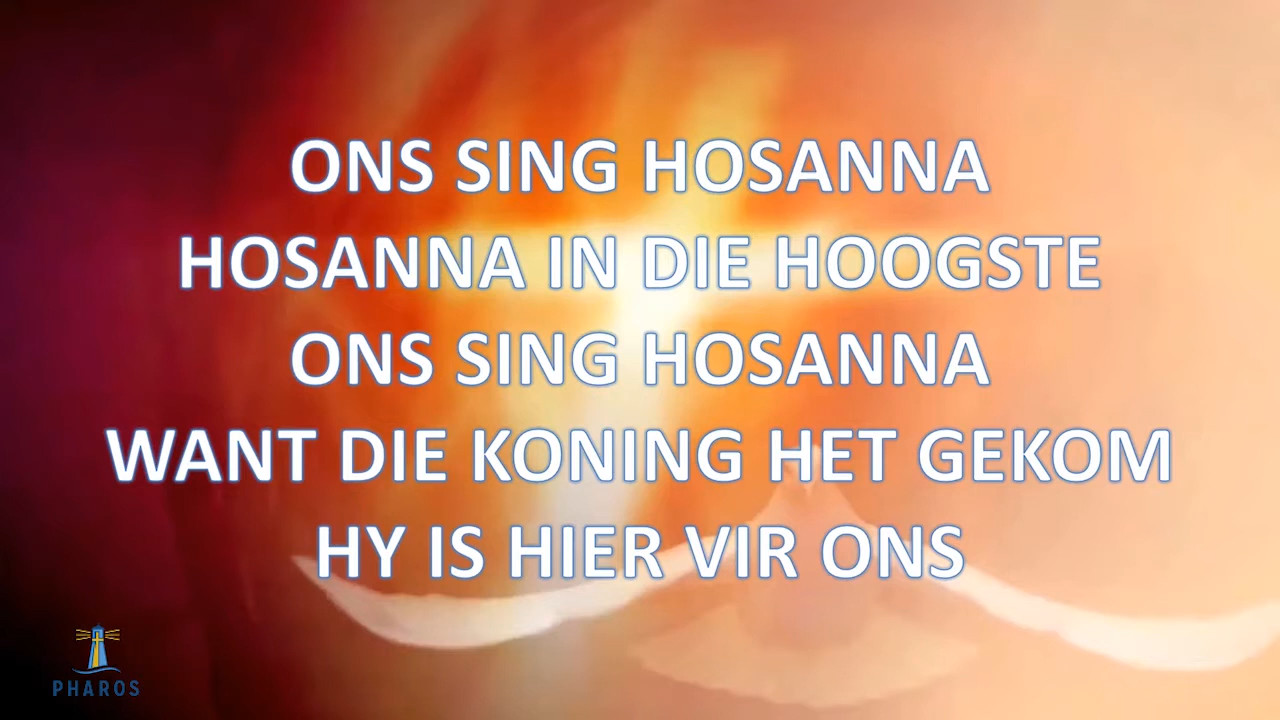 ONS SING HOSANNA
HOSANNA IN DIE HOOGSTE
ONS SING HOSANNA
WANT DIE KONING HET GEKOM
HY IS HIER VIR ONS
PHAROS